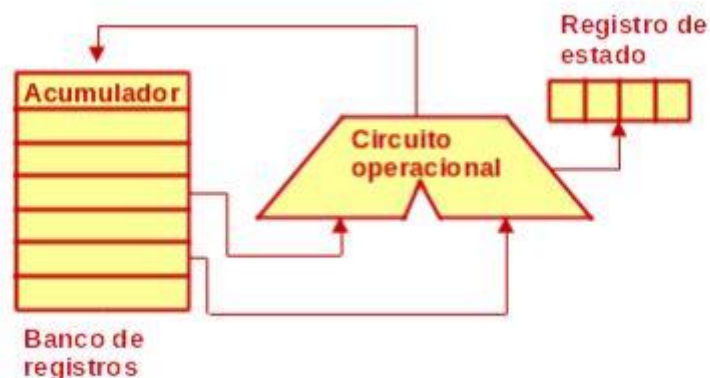 Registro de
estado
Acumulador
Circuito
operacional
Banco de
registros